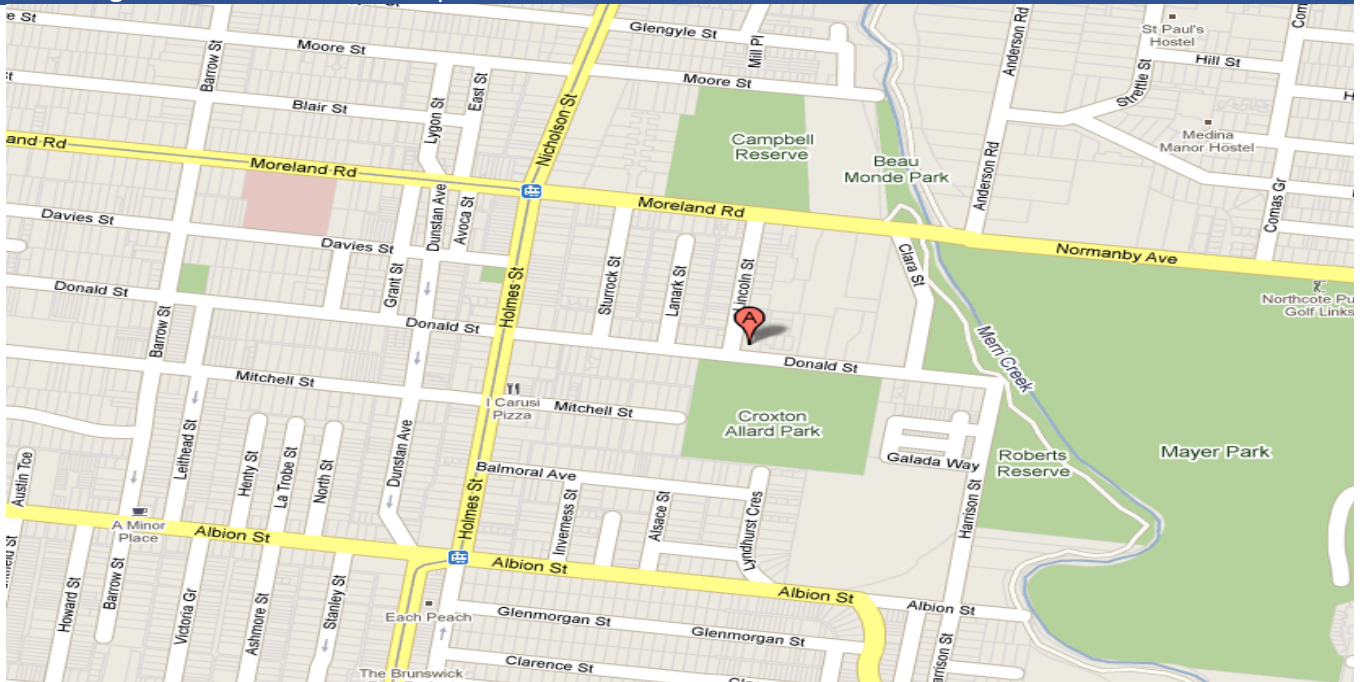 Glengyle St
Moore St
Mill Pl
Moore St
Barrow St
Blair St
Lygon St
East St
Nicholson St
Anderson Rd
St Paul's
Hostel
Hill St
Strettle St
Medina
Manor Hostel
Campbell
Reserve
Beau
Monde Park
Moreland Rd
Moreland Rd
Anderson Rd
Comas Gr
Normanby Ave
Davies St
Davies St
Dunstan Ave
Avoca St
Grant St
Donald St
Donald St
Holmes St
Sturrock St
Lanark St
Lincoln St
A
Clara St
Northcote Pu
Golf Links
Merri Creek
Barrow St
Mitchell St
I Carusi
Pizza
Mitchell St
Donald St
Croxton
Allard Park
Mayer Park
Roberts
Reserve
Galada Way
Austin Tce
Leithead St
Henty St
La Trobe St
North St
Dunstan Ave
Balmoral Ave
Holmes St
Inverness St
Alsace St
Lyndhurst Cres
Harrison St
A Minor
Place
Albion St
Albion St
Albion St
Albion St
Howard St
Barrow St
Victoria Gr
Ashmore St
Stanley St
Each Peach
Glenmorgan St
Glenmorgan St
Clarence St
The Brunswick